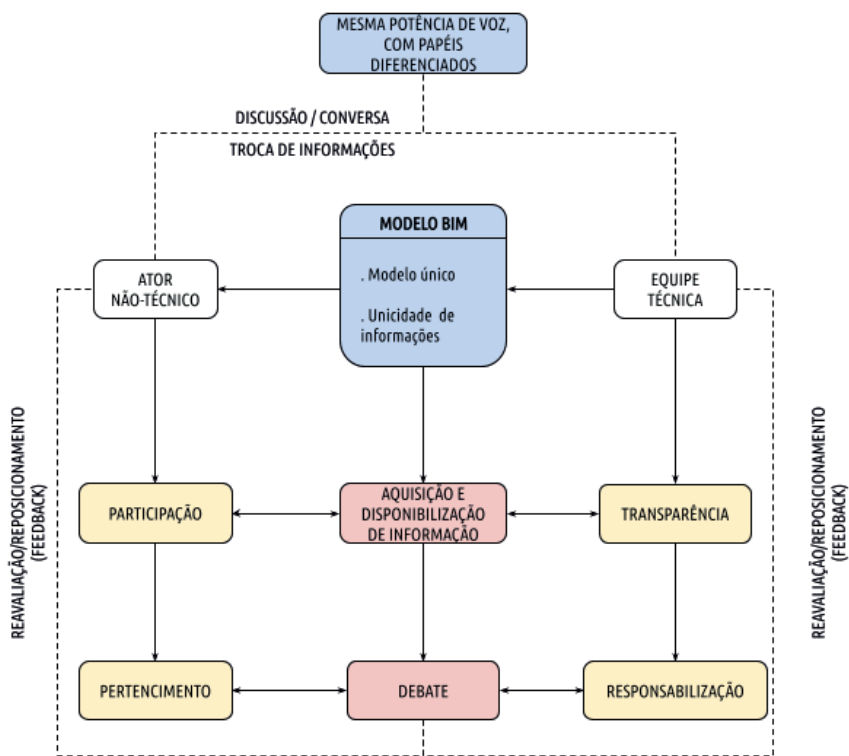 MESMA POTÊNCIA DE VOZ,
COM PAPÉIS
DIFERENCIADOS
DISCUSSÃO / CONVERSA
TROCA DE INFORMAÇÕES
MODELO BIM
. Modelo único
. Unicidade de
informações
ATOR
NÃO-TÉCNICO
EQUIPE
TÉCNICA
REAVALIAÇÃO/REPOSICIONAMENTO
(FEEDBACK)
REAVALIAÇÃO/REPOSICIONAMENTO
(FEEDBACK)
PARTICIPAÇÃO
AQUISIÇÃO E
DISPONIBILIZAÇÃO
DE INFORMAÇÃO
TRANSPARÊNCIA
PERTENCIMENTO
DEBATE
RESPONSABILIZAÇÃO